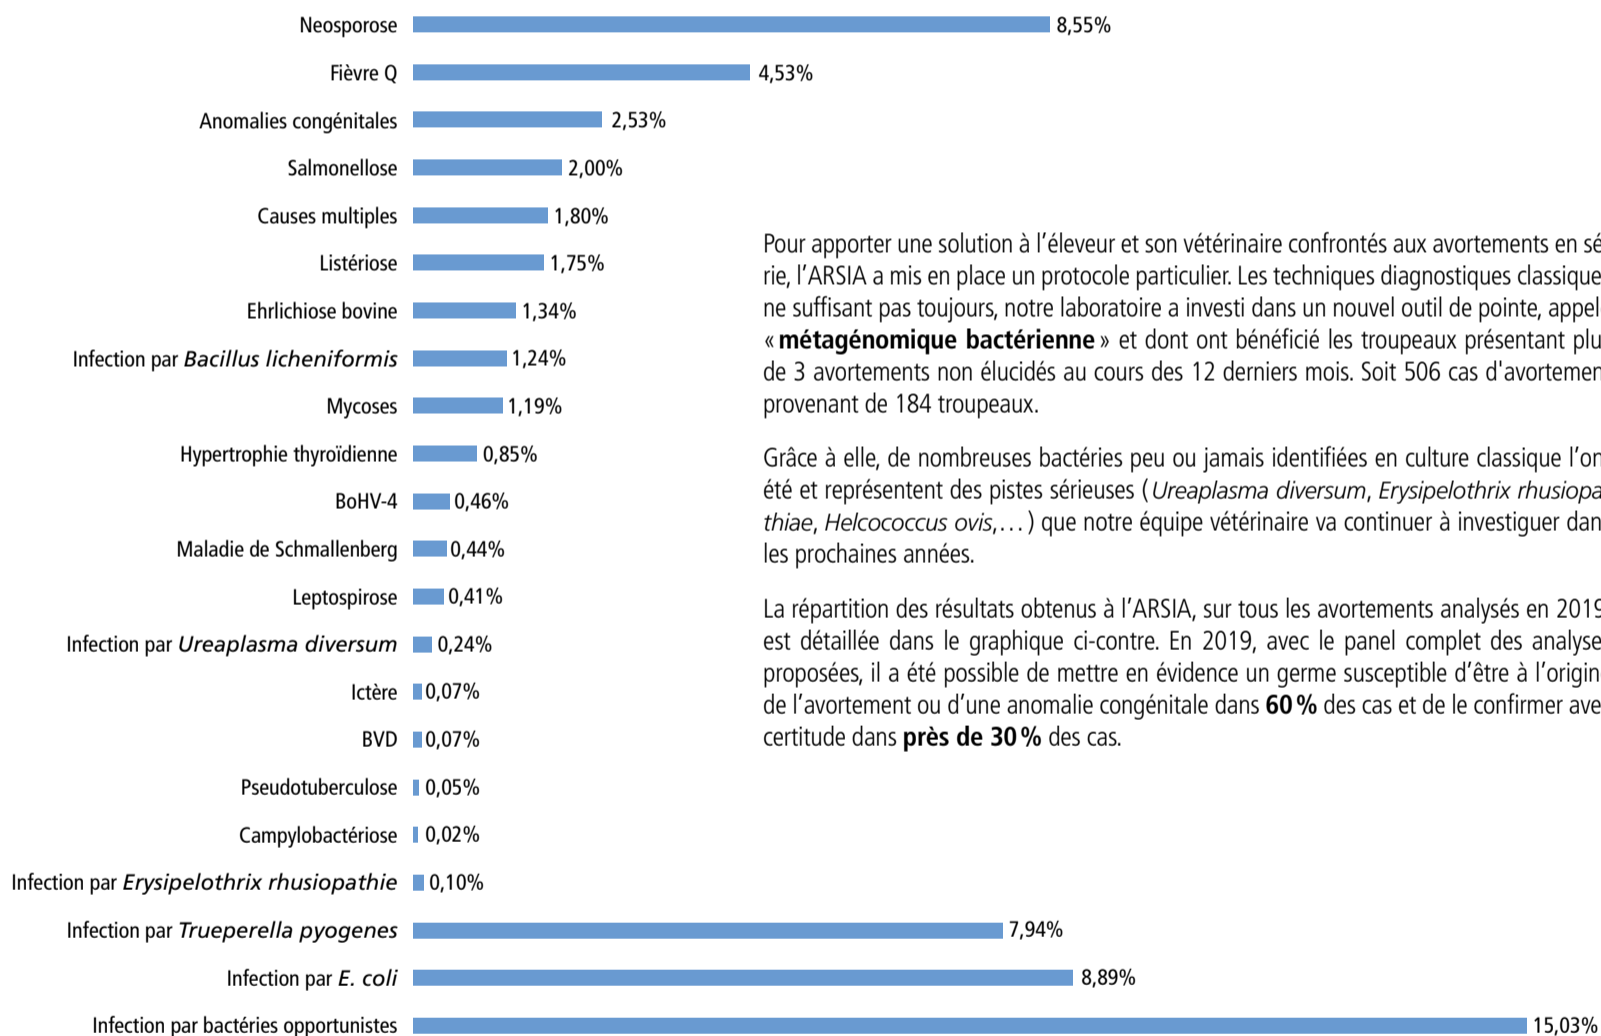 Neosporose 8,55%
Fièvre Q 4,53%
Anomalies congénitales 2,53%
Salmonellose 2,00%
Causes multiples 1,80%
Listériose 1,75%
Ehrlichiose bovine 1,34%
Infection par Bacillus licheniformis 1,24%
Mycoses 1,19%
Hypertrophie thyroïdienne 0,85%
BoHV-4 0,46%
Maladie de Schmallenberg 0,44%
Leptospirose 0,41%
Infection par Ureaplasma diversum 0,24%
Ictère 0,07%
BVD 0,07%
Pseudotuberculose 0,05%
Campylobactériose 0,02%
Infection par Erysipelothrix rhusiopathie 0,10%
Infection par Trueperella pyogenes 7,94%
Infection par E. coli 8,89%
Infection par bactéries opportunistes 15,03%
Pour apporter une solution à l’éleveur et son vétérinaire confrontés aux avortements en sé
rie, l’ARSIA a mis en place un protocole particulier. Les techniques diagnostiques classique
ne suffisant pas toujours, notre laboratoire a investi dans un nouvel outil de pointe, appel
« métagénomique bactérienne » et dont ont bénéficié les troupeaux présentant plu
de 3 avortements non élucidés au cours des 12 derniers mois. Soit 506 cas d'avortemen
provenant de 184 troupeaux.
Grâce à elle, de nombreuses bactéries peu ou jamais identifiées en culture classique l’on
été et représentent des pistes sérieuses (Ureaplasma diversum, Erysipelothrix rhusiopa
thiae, Helcococcus ovis,…) que notre équipe vétérinaire va continuer à investiguer dan
les prochaines années.
La répartition des résultats obtenus à l’ARSIA, sur tous les avortements analysés en 2019
est détaillée dans le graphique ci-contre. En 2019, avec le panel complet des analyse
proposées, il a été possible de mettre en évidence un germe susceptible d’être à l’origin
de l’avortement ou d’une anomalie congénitale dans 60 % des cas et de le confirmer ave
certitude dans près de 30 % des cas.